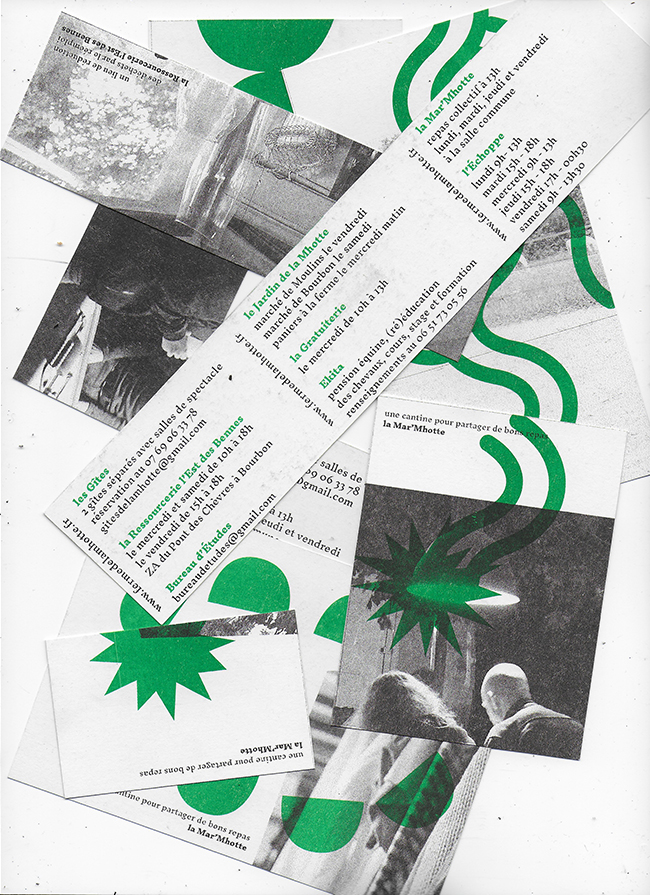 un lieu de réduction
des déchets par le réemploi
la Ressourcerie l'Est des Bennes
la Mar'Mhotte
repas collectif à 13h
lundi, mardi, jeudi et vendredi
à la salle commune
l'Échoppe
lundi 9h - 13h
mardi 15h - 18h
mercredi 9h - 13h
jeudi 15h - 18h
vendredi 17h - 00h30
samedi 9h - 13h30
www.fermedelamhotte.fr
le Jardin de la Mhotte
marché de Moulins le vendredi
marché de Bourbon le samedi
paniers à la ferme le mercredi matin
la Gratuiterie
le mercredi de 10h à 13h
Ekita
pension équine, (ré)éducation
des chevaux, cours, stage et formation
renseignements au 06 51 73 05 56
www.fermedelamhotte.fr
les Gîtes
gîtes séparés avec salles de spectacle
réservation au 07 69 06 33 78
gitesdelamhotte@gmail.com
la Ressourcerie l'Est des Bennes
le mercredi et samedi de 10h à 18h
le vendredi de 15h à 18h
ZA du Pont des Chèvres à Bourbon
Bureau d'Études
bureaudetudes@gmail.com
www.fermedelamhotte.fr
salles de
69 06 33 78
@gmail.com
à 13h
jeudi et vendredi
une cantine pour partager de bons repas
la Mar'Mhotte
une cantine pour partager de bons repas
la Mar'Mhotte
cantine pour partager de bons repas
la Mar'Mhotte